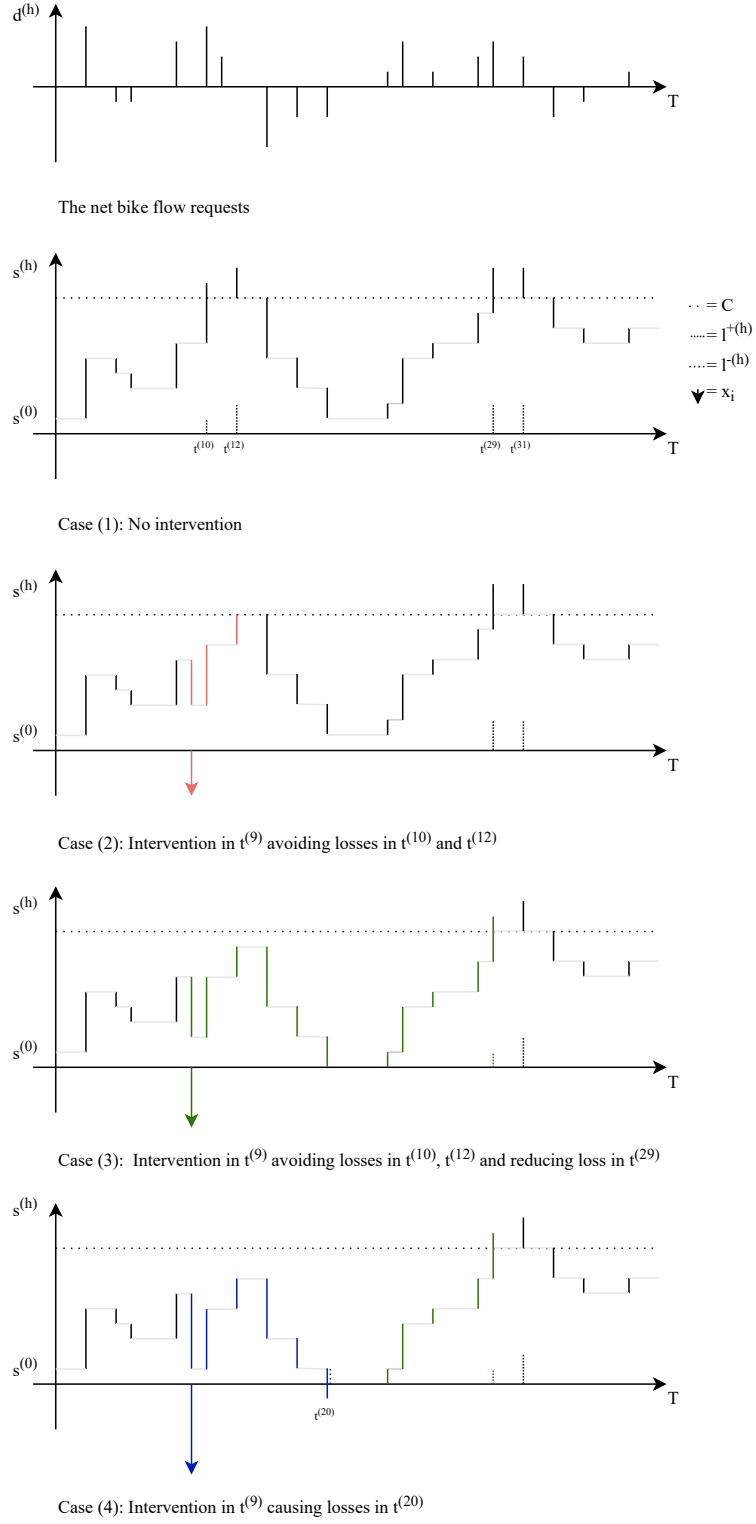 d(h)
T
The net bike flow requests
s(h)
·· = C
= l+(h)
= l-(h)
= xi
s(0)
t(10) t(12) t(29) t(31) T
Case (1): No intervention
s(h)
s(0)
T
Case (2): Intervention in t(9) avoiding losses in t(10) and t(12)
s(h)
s(0)
T
Case (3): Intervention in t(9) avoiding losses in t(10), t(12) and reducing loss in t(29)
s(h)
s(0)
T
t(20)
Case (4): Intervention in t(9) causing losses in t(20)